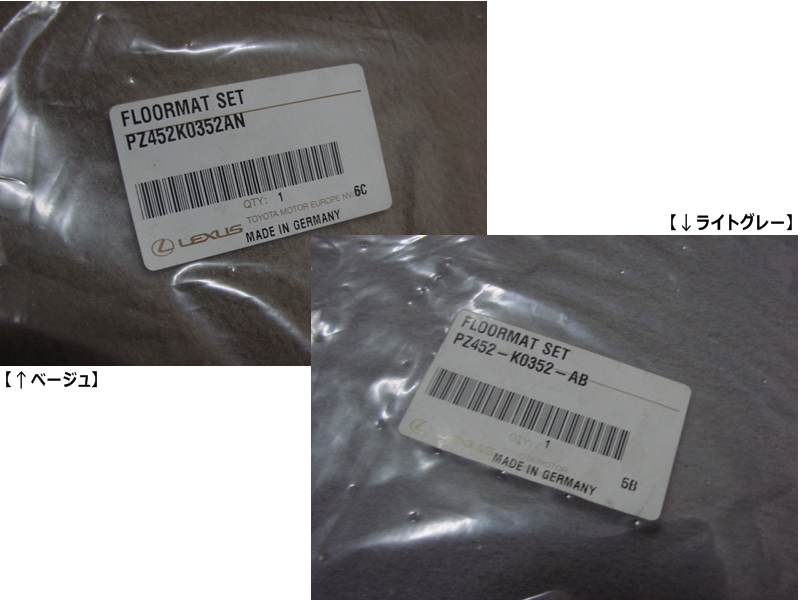 FLOORMAT SET
PZ452K0352AN
QTY: 1
TOYOTA MOTOR EUROPE NV
6C
LEXUS
MADE IN GERMANY
【↓ライトグレー】
【↑ベージュ】
FLOORMAT SET
PZ452-K0352-AB
QTY: 1
LEXUS
MADE IN GERMANY
5B